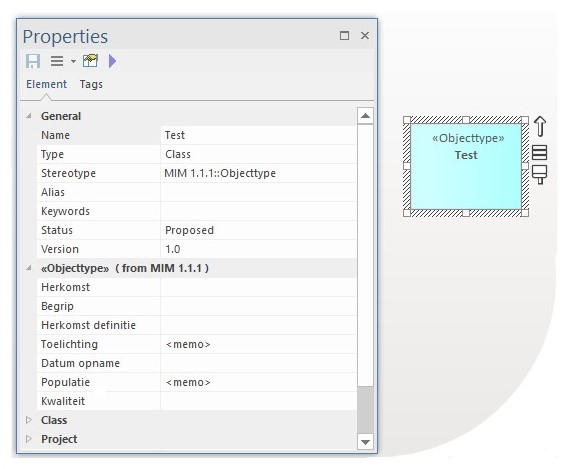 Properties
Element Tags
General
Name Test
Type Class
Stereotype MIM 1.1.1::Objecttype
Alias
Keywords
Status Proposed
Version 1.0
«Objecttype» ( from MIM 1.1.1 )
Herkomst
Begrip
Herkomst definitie
Toelichting <memo>
Datum opname
Populatie <memo>
Kwaliteit
Class
Project
«Objecttype»
Test